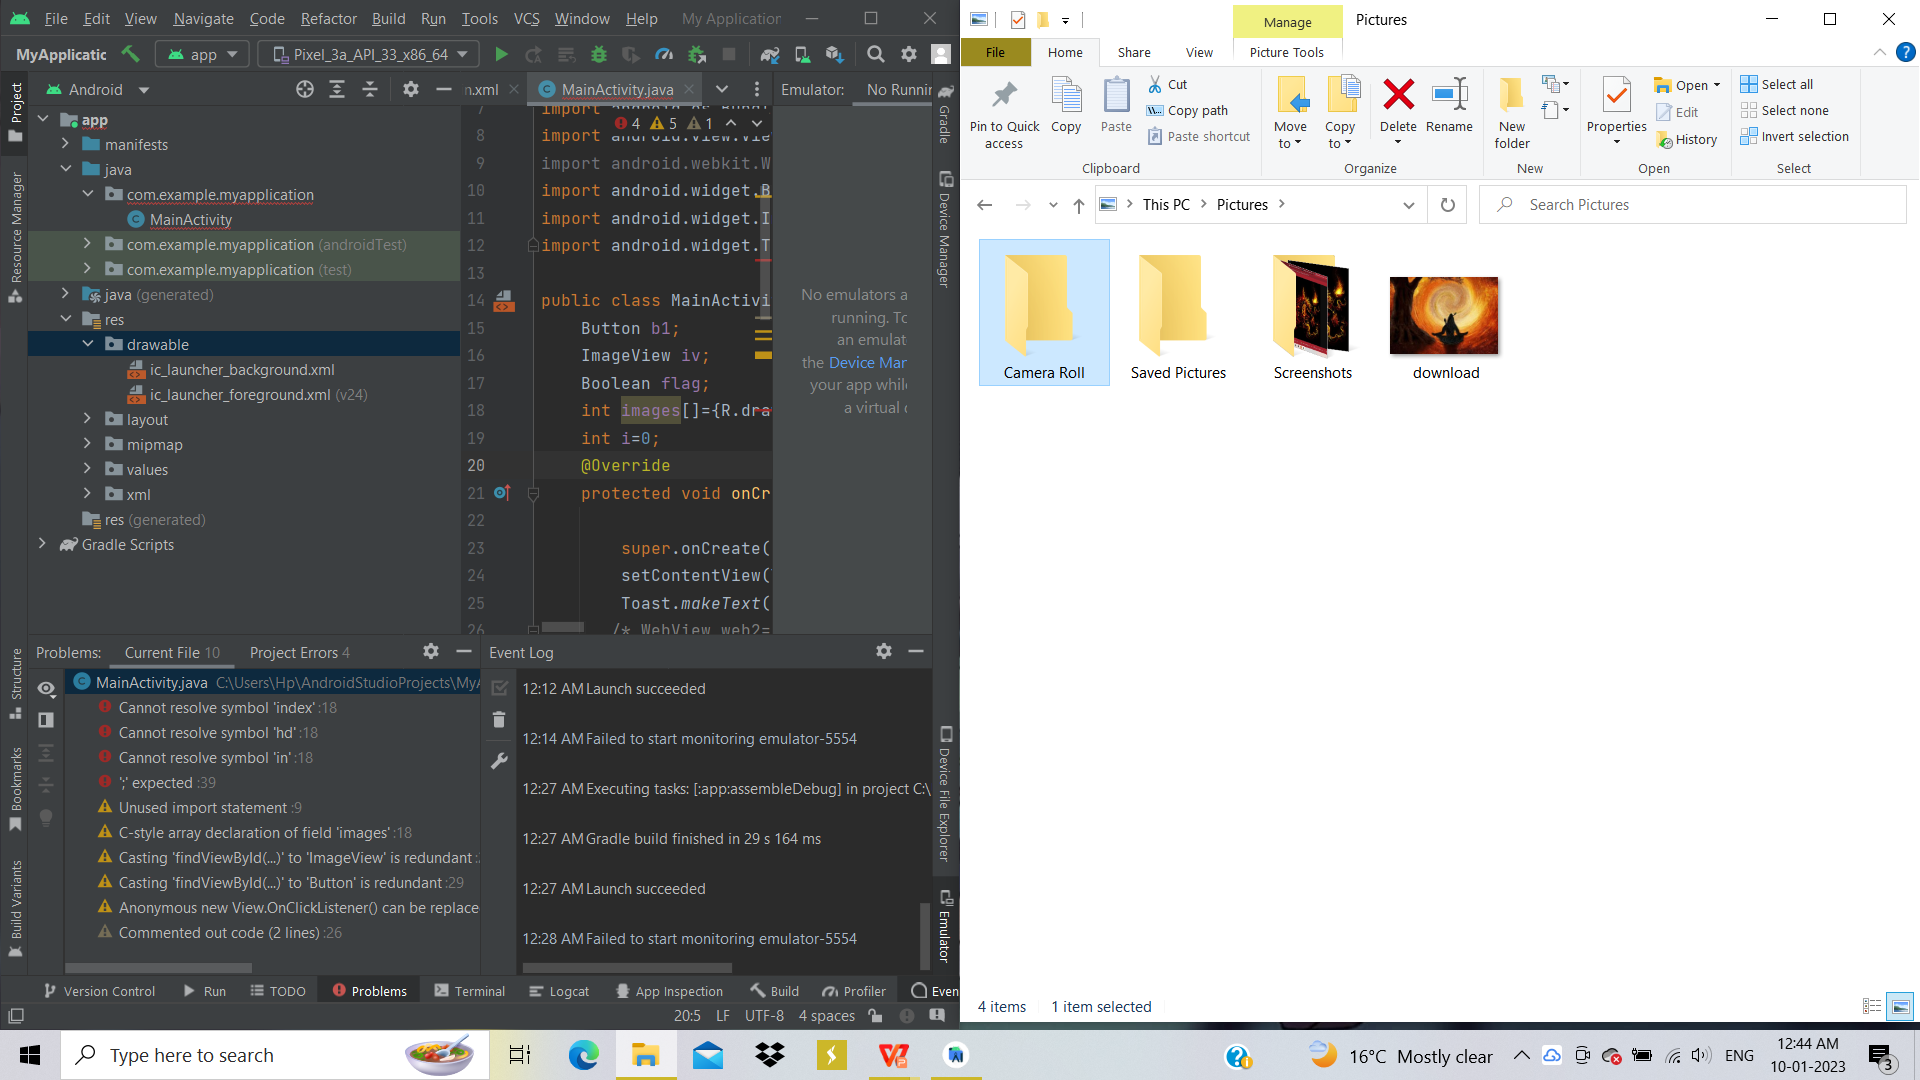 File Edit View Navigate Code Refactor Build Run Tools VCS Window Help My Application
MyApplicatic app Pixel_3a_API_33_x86_64
Android
n.xml MainActivity.java Emulator: No Runnin
Project
Resource Manager
Structure
Bookmarks
Build Variants
app
manifests
java
com.example.myapplication
MainActivity
com.example.myapplication (androidTest)
com.example.myapplication (test)
java (generated)
res
drawable
ic_launcher_background.xml
ic_launcher_foreground.xml (v24)
layout
mipmap
values
xml
res (generated)
Gradle Scripts
4 5 1
7 import android.os.Bundl
8 import android.view.Vie
9 import android.webkit.W
10 import android.widget.B
11 import android.widget.I
12 import android.widget.T
13
14 public class MainActivi
15 Button b1;
16 ImageView iv;
17 Boolean flag;
18 int images[]={R.dra
19 int i=0;
20 @Override
21 protected void onCr
22
23 super.onCreate(
24 setContentView(
25 Toast.makeText(
26 /* WebView web2=
No emulators a
running. To
an emulat
the Device Mar
your app while
a virtual
Gradle
Device Manager
Device File Explorer
Emulator
Problems: Current File 10 Project Errors 4
MainActivity.java C:\Users\Hp\AndroidStudioProjects\MyA
Cannot resolve symbol 'index' :18
Cannot resolve symbol 'hd' :18
Cannot resolve symbol 'in' :18
';' expected :39
Unused import statement :9
C-style array declaration of field 'images' :18
Casting 'findViewById(...)' to 'ImageView' is redundant :
Casting 'findViewById(...)' to 'Button' is redundant :29
Anonymous new View.OnClickListener() can be replace
Commented out code (2 lines) :26
Event Log
12:12 AM Launch succeeded
12:14 AM Failed to start monitoring emulator-5554
12:27 AM Executing tasks: [:app:assembleDebug] in project C:\
12:27 AM Gradle build finished in 29 s 164 ms
12:27 AM Launch succeeded
12:28 AM Failed to start monitoring emulator-5554
Version Control Run TODO Problems Terminal Logcat App Inspection Build Profiler Even
20:5 LF UTF-8 4 spaces
Manage Pictures
File Home Share View Picture Tools
Pin to Quick access
Copy
Paste
Cut
Copy path
Paste shortcut
Clipboard
Move to
Copy to
Delete
Rename
Organize
New folder
New
Properties
Open
Edit
History
Open
Select all
Select none
Invert selection
Select
This PC Pictures
Search Pictures
Camera Roll Saved Pictures Screenshots download
4 items 1 item selected
Type here to search
16°C Mostly clear
ENG
12:44 AM
10-01-2023
3